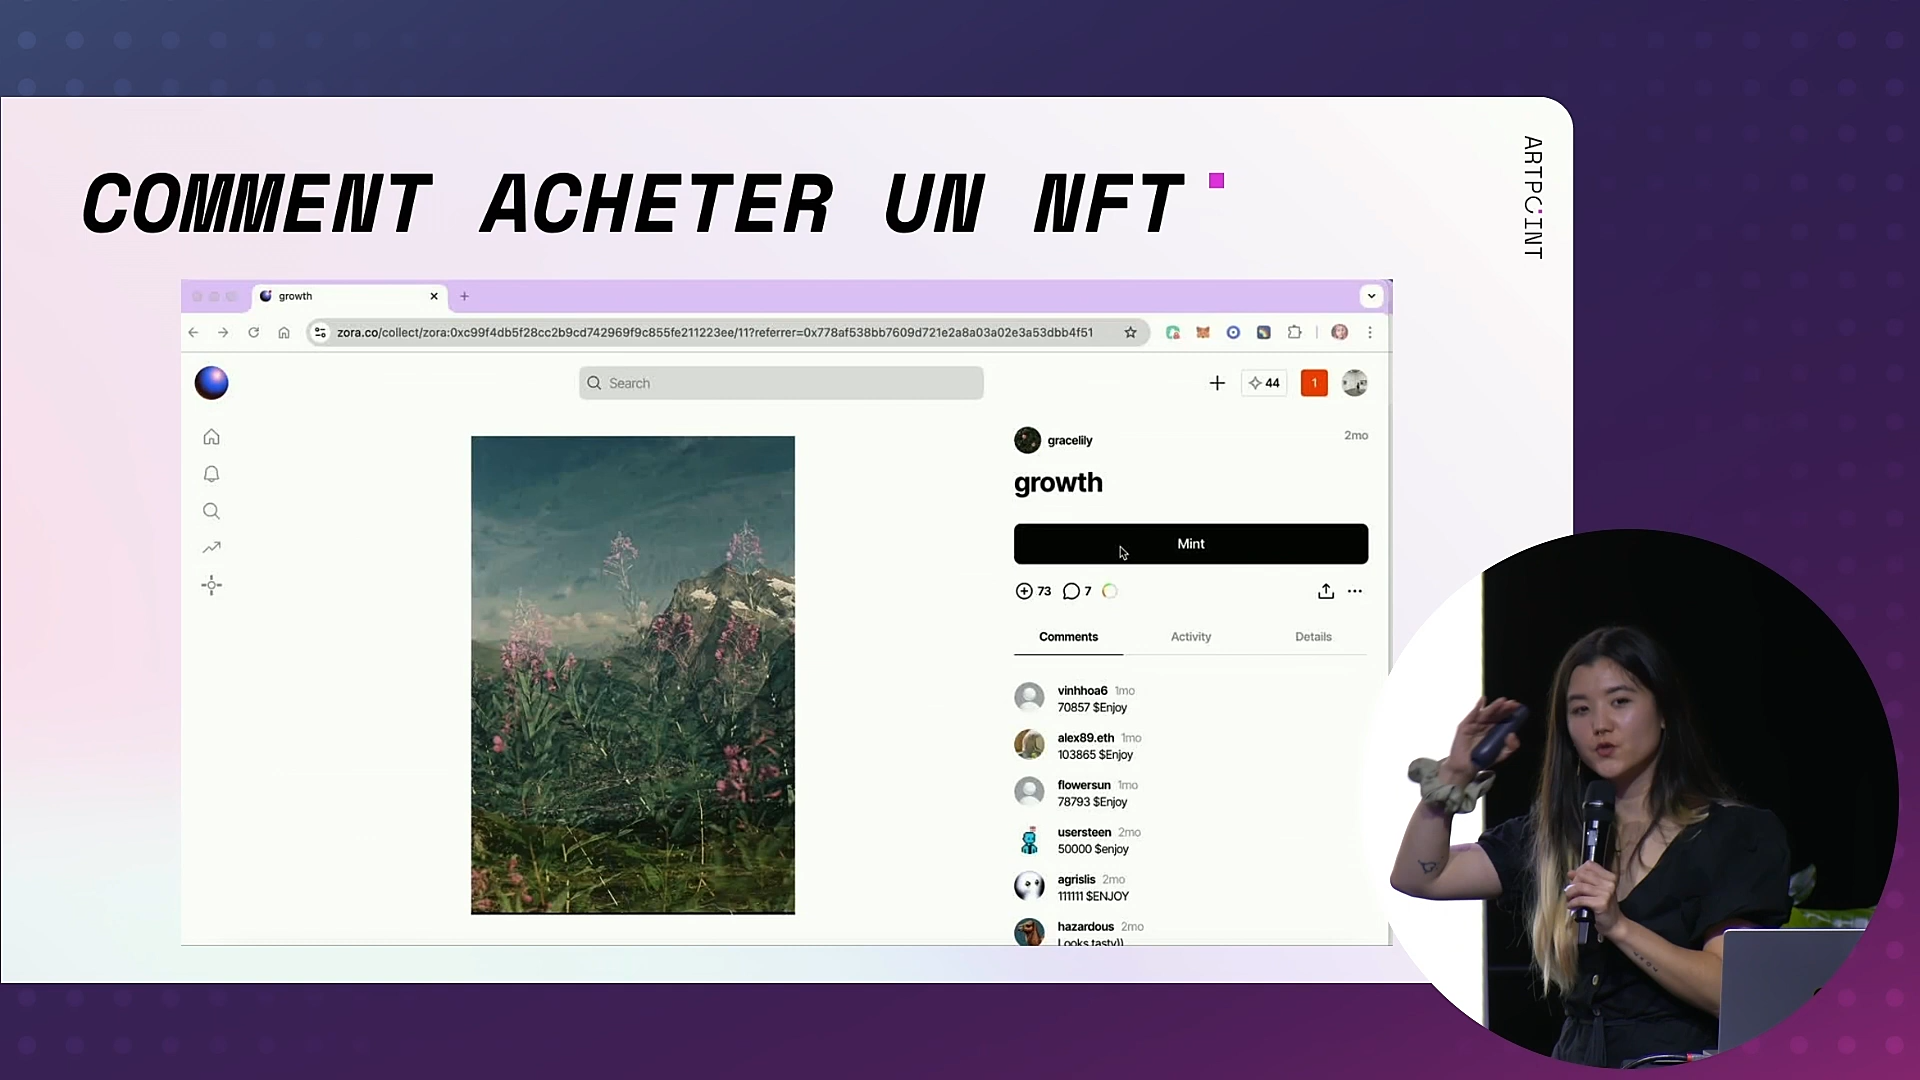 COMMENT ACHETER UN NFT
ARTPOINT
growth
zora.co/collect/zora:0xc99f4db5f28cc2b9cd742969f9c855fe211223ee/11?referrer=0x778af538bb7609d721e2a8a03a02e3a53dbb4f51
Search
44
1
gracelily
2mo
growth
Mint
73
7
Comments
Activity
Details
vinhhoa6 1mo
70857 $Enjoy
alex89.eth 1mo
103865 $Enjoy
flowersun 1mo
78793 $Enjoy
usersteen 2mo
50000 $enjoy
agrislis 2mo
111111 $ENJOY
hazardous 2mo
Looks tasty))